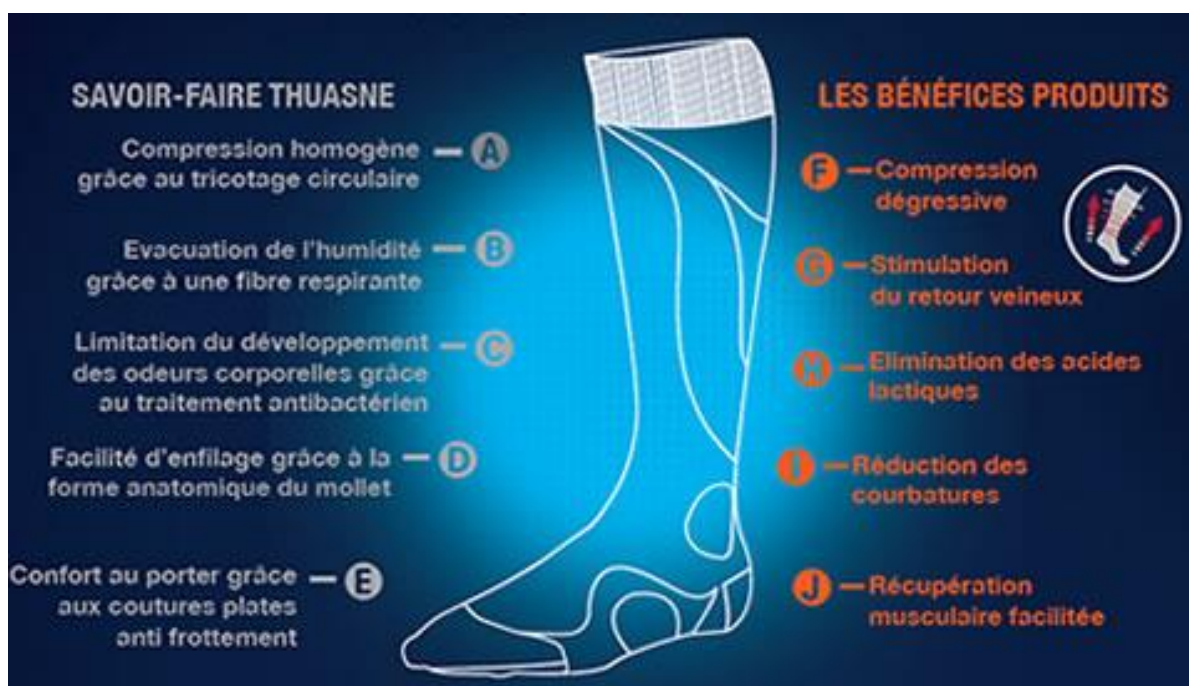 SAVOIR-FAIRE THUASNE
Compression homogène — A
grâce au tricotage circulaire
Evacuation de l'humidité — B
grâce à une fibre respirante
Limitation du développement — C
des odeurs corporelles grâce
au traitement antibactérien
Facilité d'enfilage grâce à la — D
forme anatomique du mollet
Confort au porter grâce — E
aux coutures plates
anti frottement
LES BÉNÉFICES PRODUITS
F — Compression
dégressive
G — Stimulation
du retour veineux
H — Elimination des acides
lactiques
I — Réduction des
courbatures
J — Récupération
musculaire facilitée